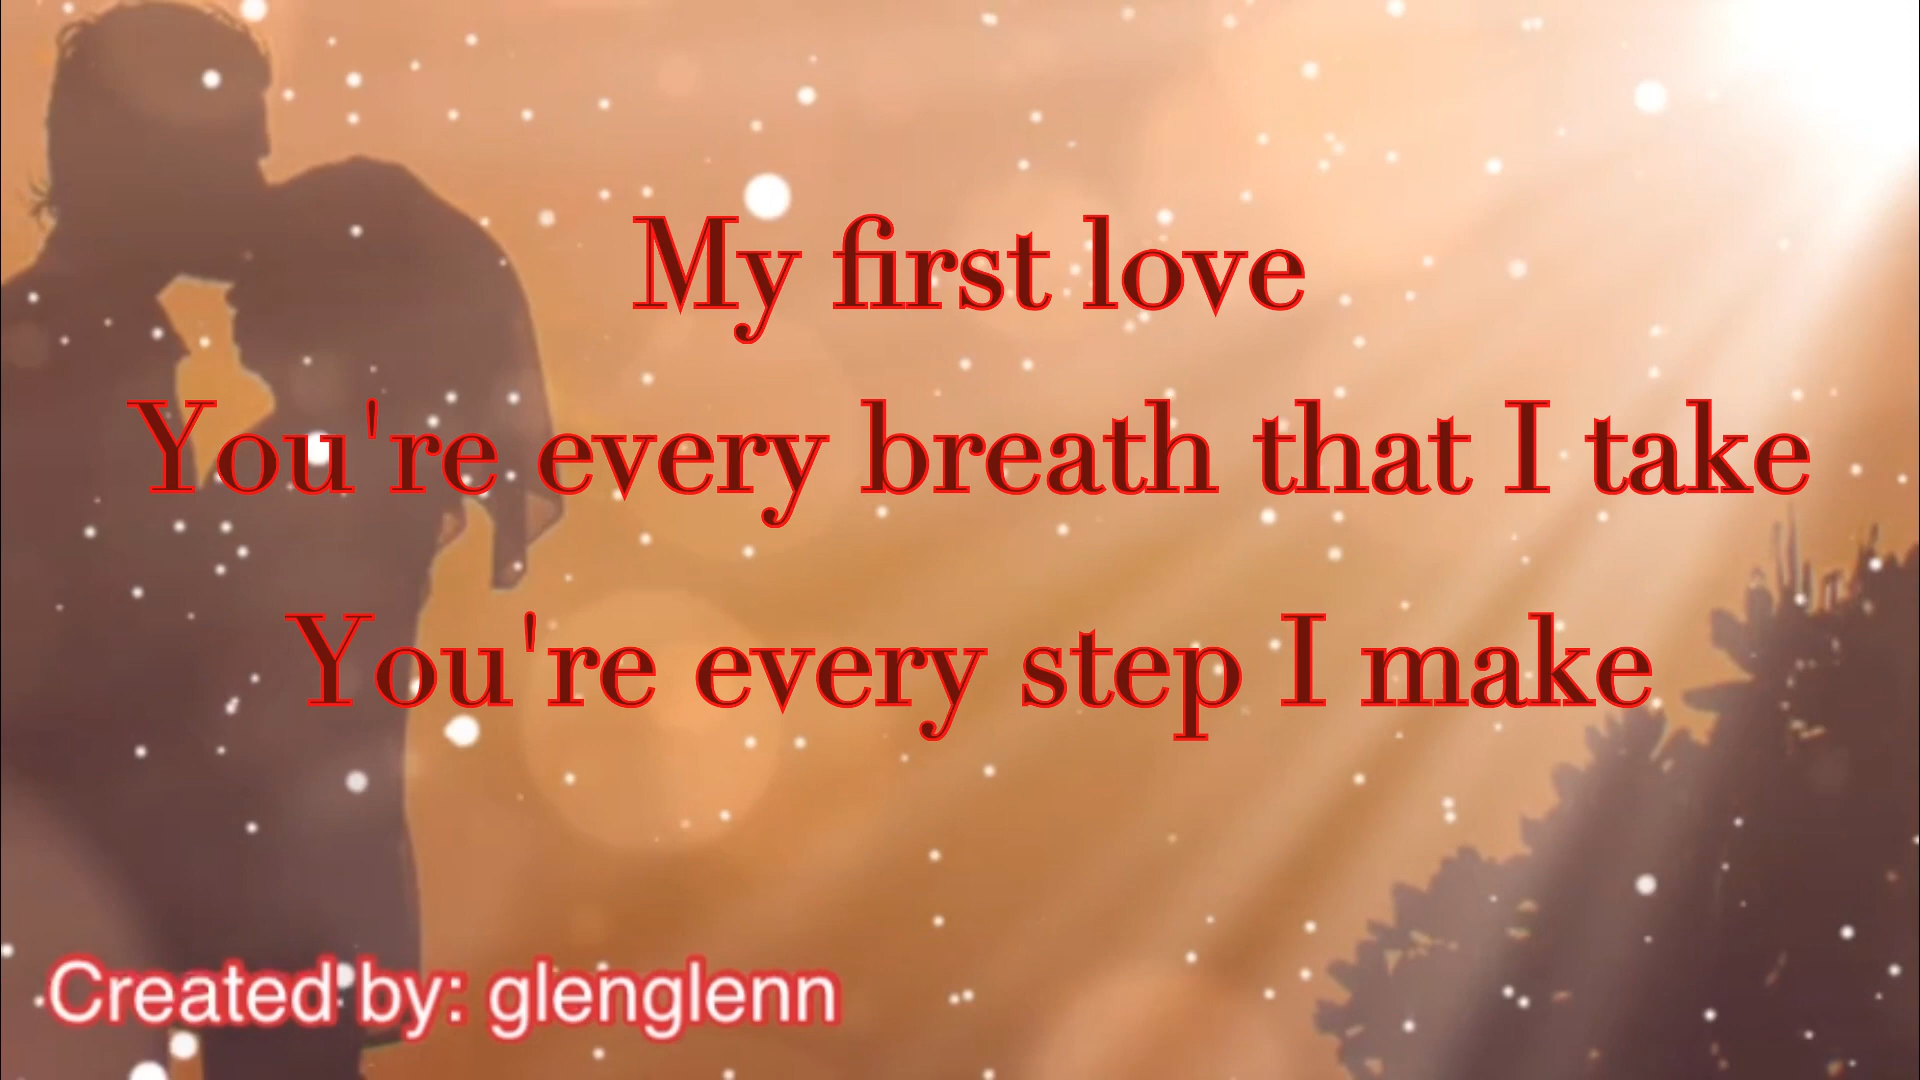 My first love
You're every breath that I take
You're every step I make
Created by: glenglenn